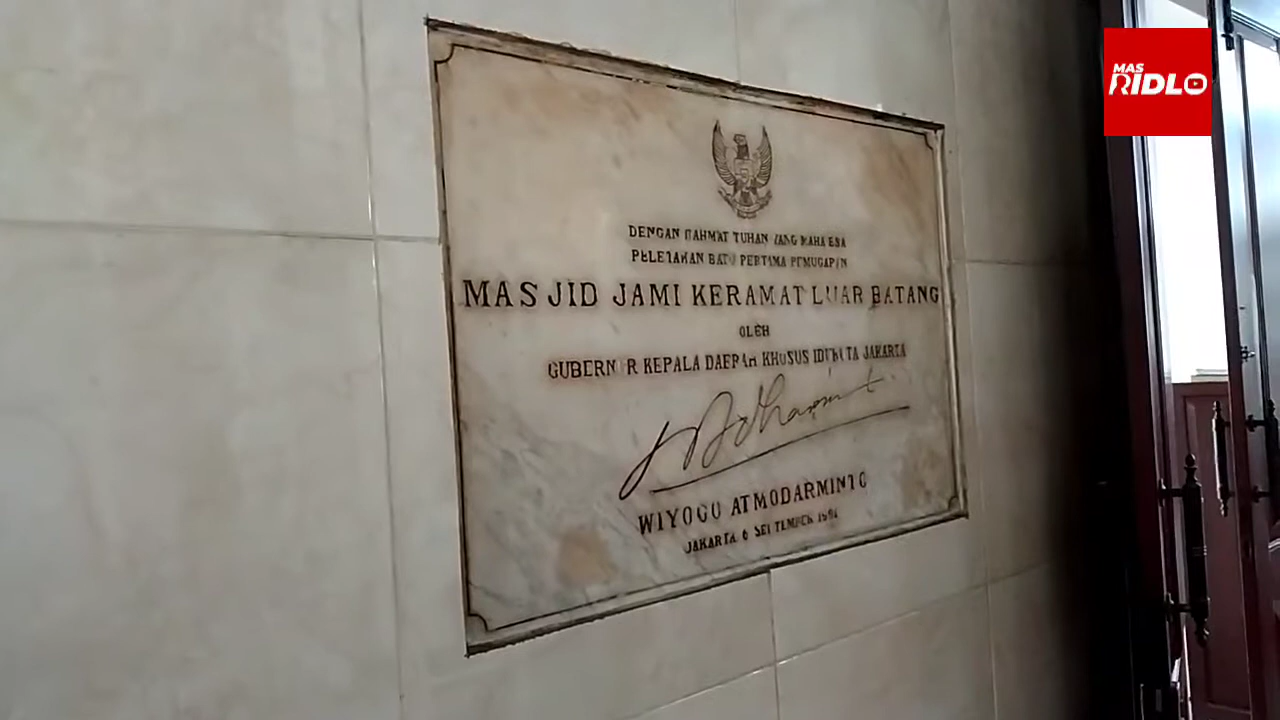 MAS
RIDLO
DENGAN RAHMAT TUHAN YANG MAHA ESA
PELETAKAN BATU PERTAMA PEMUGARAN
MASJID JAMI KERAMAT LUAR BATANG
OLEH
GUBERNUR KEPALA DAERAH KHUSUS IBUKOTA JAKARTA
WIYOGO ATMODARMINTO
JAKARTA 6 SEPTEMBER